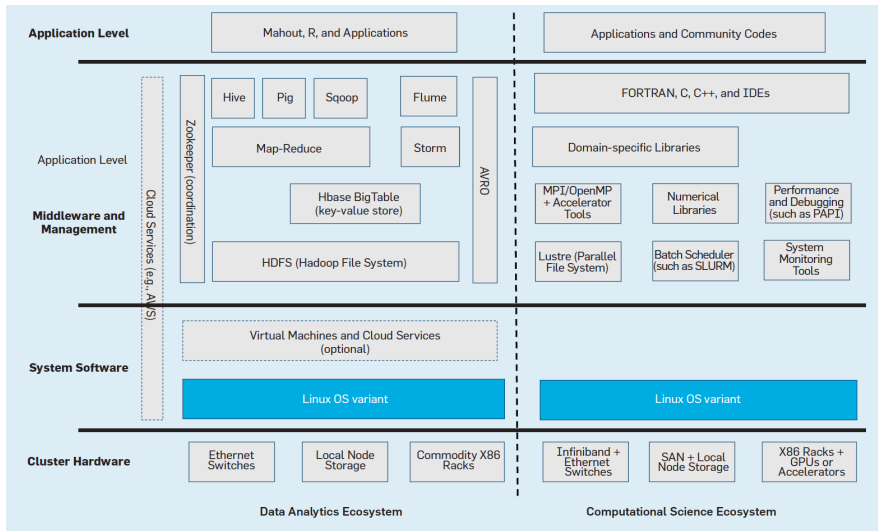 Application Level
Mahout, R, and Applications
Applications and Community Codes
Hive
Pig
Sqoop
Flume
FORTRAN, C, C++, and IDEs
Zookeeper (coordination)
Map-Reduce
Storm
AVRO
Domain-specific Libraries
Application Level
Cloud Services (e.g., AWS)
Middleware and
Management
Hbase BigTable
(key-value store)
MPI/OpenMP
+ Accelerator
Tools
Numerical
Libraries
Performance
and Debugging
(such as PAPI)
HDFS (Hadoop File System)
Lustre (Parallel
File System)
Batch Scheduler
(such as SLURM)
System
Monitoring
Tools
System Software
Virtual Machines and Cloud Services
(optional)
Linux OS variant
Linux OS variant
Cluster Hardware
Ethernet
Switches
Local Node
Storage
Commodity X86
Racks
Infiniband +
Ethernet
Switches
SAN + Local
Node Storage
X86 Racks +
GPUs or
Accelerators
Data Analytics Ecosystem
Computational Science Ecosystem